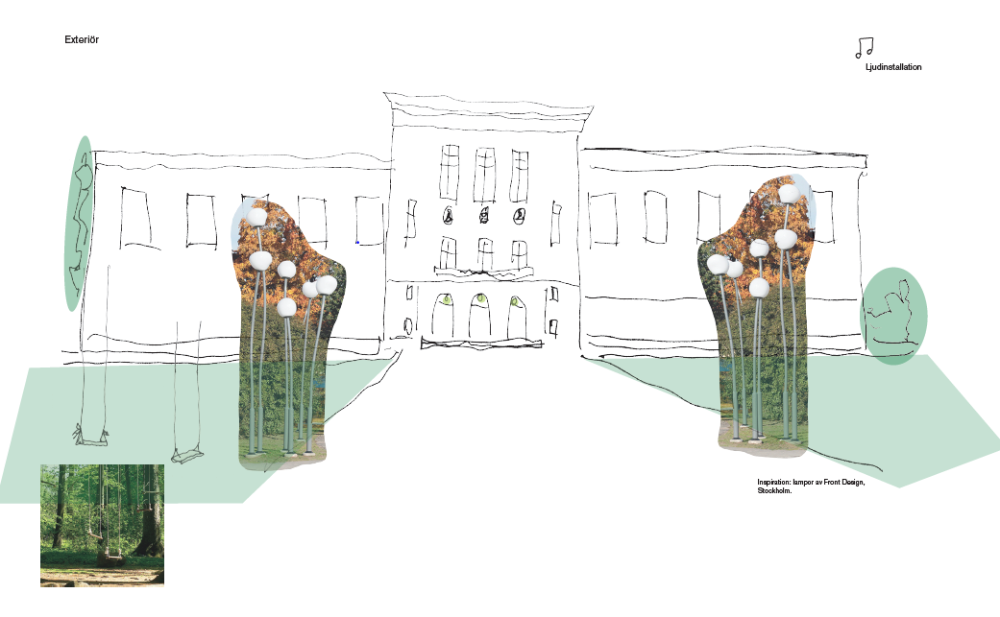 Exteriör
Ljudinstallation
Inspiration: lampor av Front Design,
Stockholm.